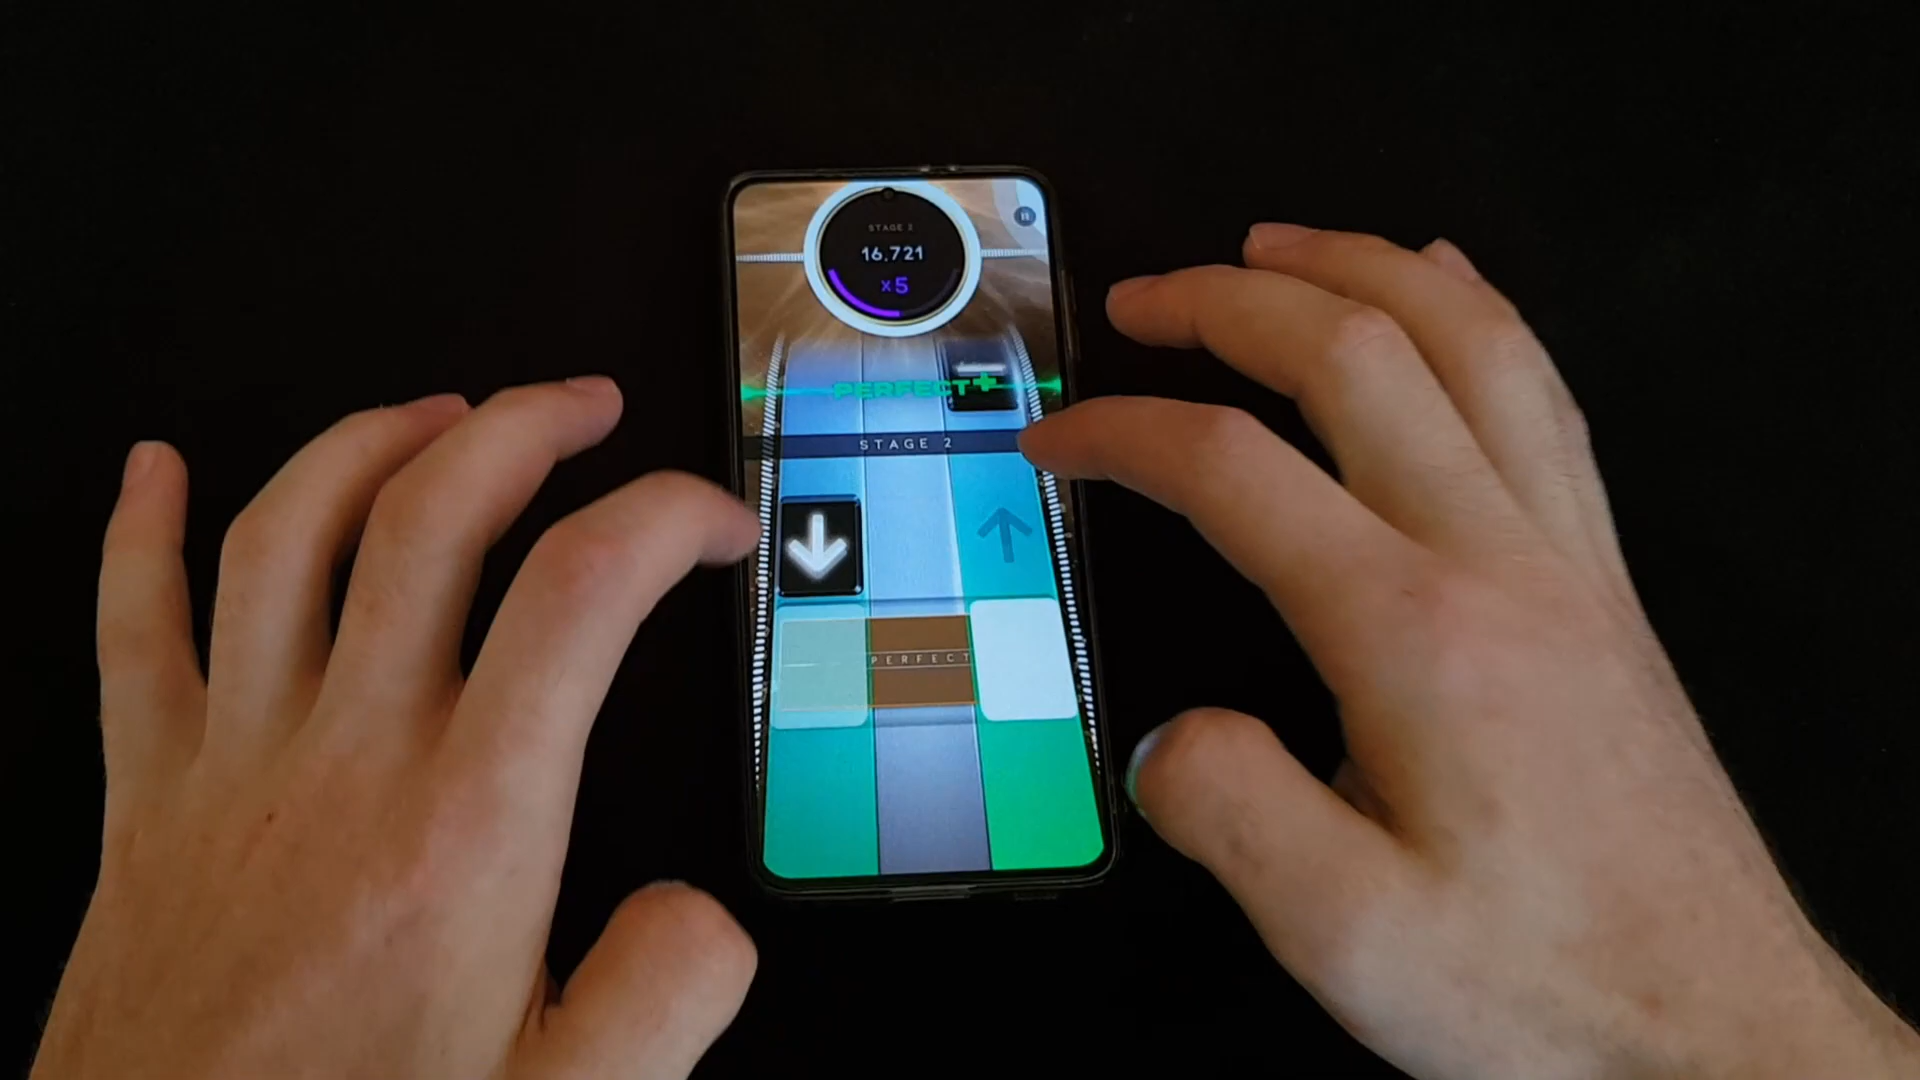 STAGE 2
16,721
x5
PERFECT+
STAGE 2
PERFECT